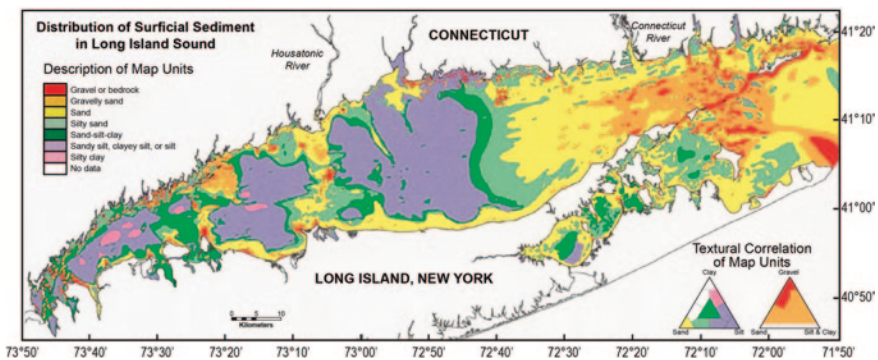 Distribution of Surficial Sediment
in Long Island Sound
Description of Map Units
Gravel or bedrock
Gravelly sand
Sand
Silty sand
Sand-silt-clay
Sandy silt, clayey silt, or silt
Silty clay
No data
Housatonic
River
CONNECTICUT
Connecticut
River
41°20'
41°10'
41°00'
40°50'
LONG ISLAND, NEW YORK
0 5 10
Kilometers
Textural Correlation
of Map Units
Clay
Gravel
Sand
Silt
Sand
Silt & Clay
73°50'
73°40'
73°30'
73°20'
73°10'
73°00'
72°50'
72°40'
72°30'
72°20'
72°10'
72°00'
71°50'